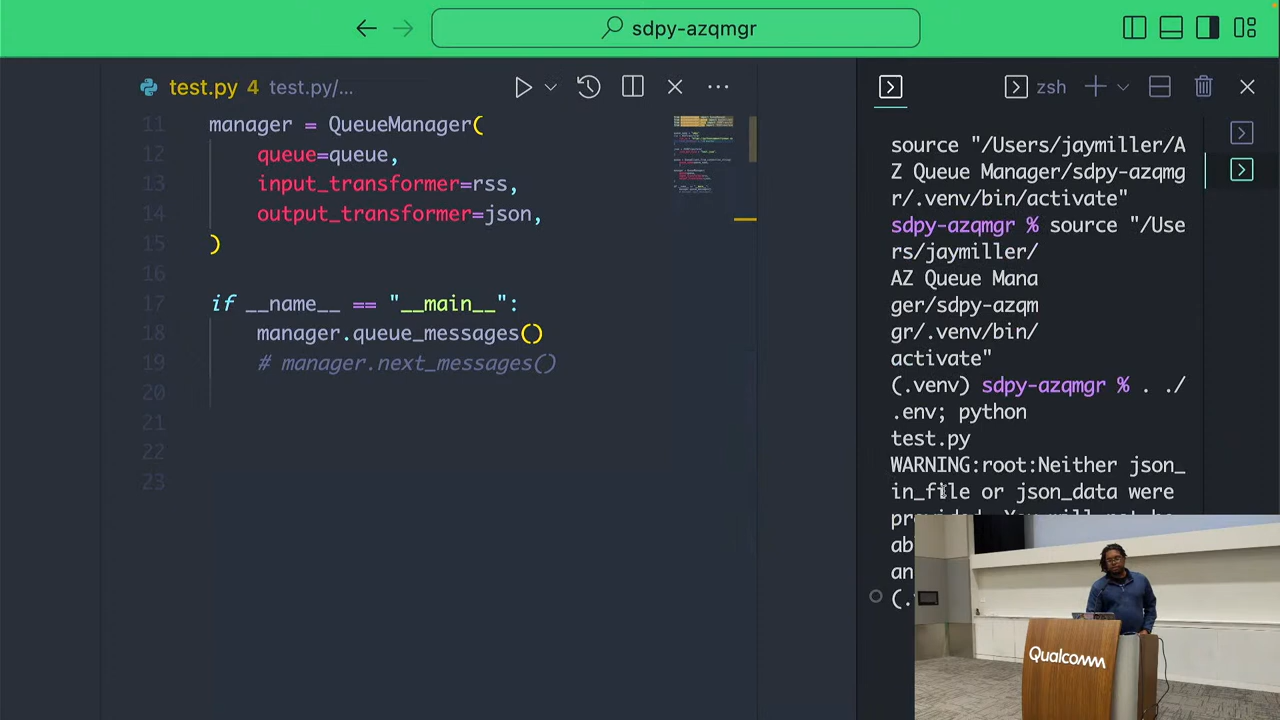 sdpy-azqmgr
test.py 4 test.py/...
zsh
11 manager = QueueManager(
12 queue=queue,
13 input_transformer=rss,
14 output_transformer=json,
15 )
16
17 if __name__ == "__main__":
18 manager.queue_messages()
19 # manager.next_messages()
20
21
22
23
source "/Users/jaymiller/A
Z Queue Manager/sdpy-azqmg
r/.venv/bin/activate"
sdpy-azqmgr % source "/Use
rs/jaymiller/
AZ Queue Mana
ger/sdpy-azqm
gr/.venv/bin/
activate"
(.venv) sdpy-azqmgr % . ./
.env; python
test.py
WARNING:root:Neither json_
in_file or json_data were
Qualcomm